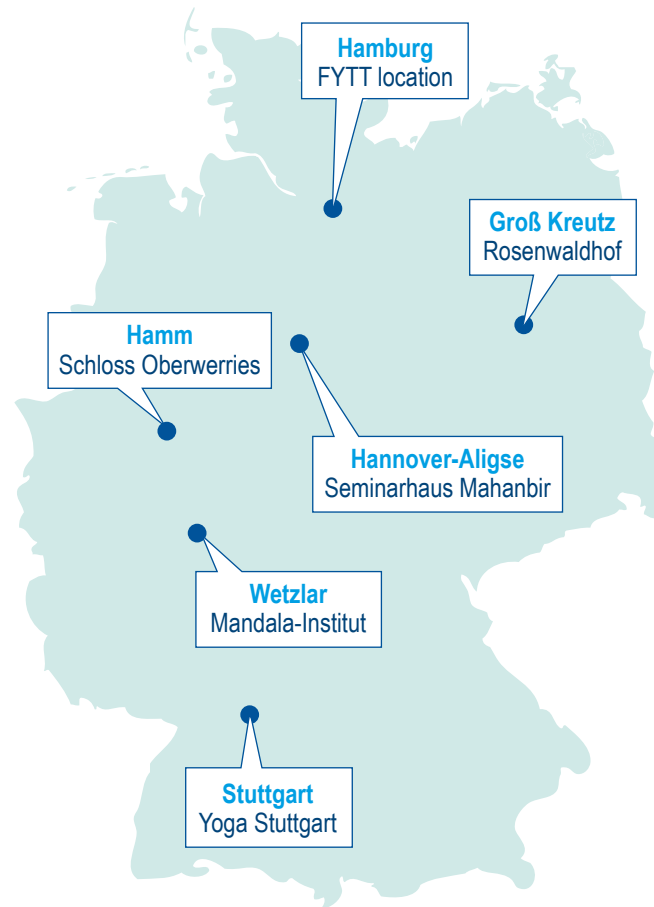 Hamburg
FYTT location
Groß Kreutz
Rosenwaldhof
Hamm
Schloss Oberwerries
Hannover-Aligse
Seminarhaus Mahanbir
Wetzlar
Mandala-Institut
Stuttgart
Yoga Stuttgart